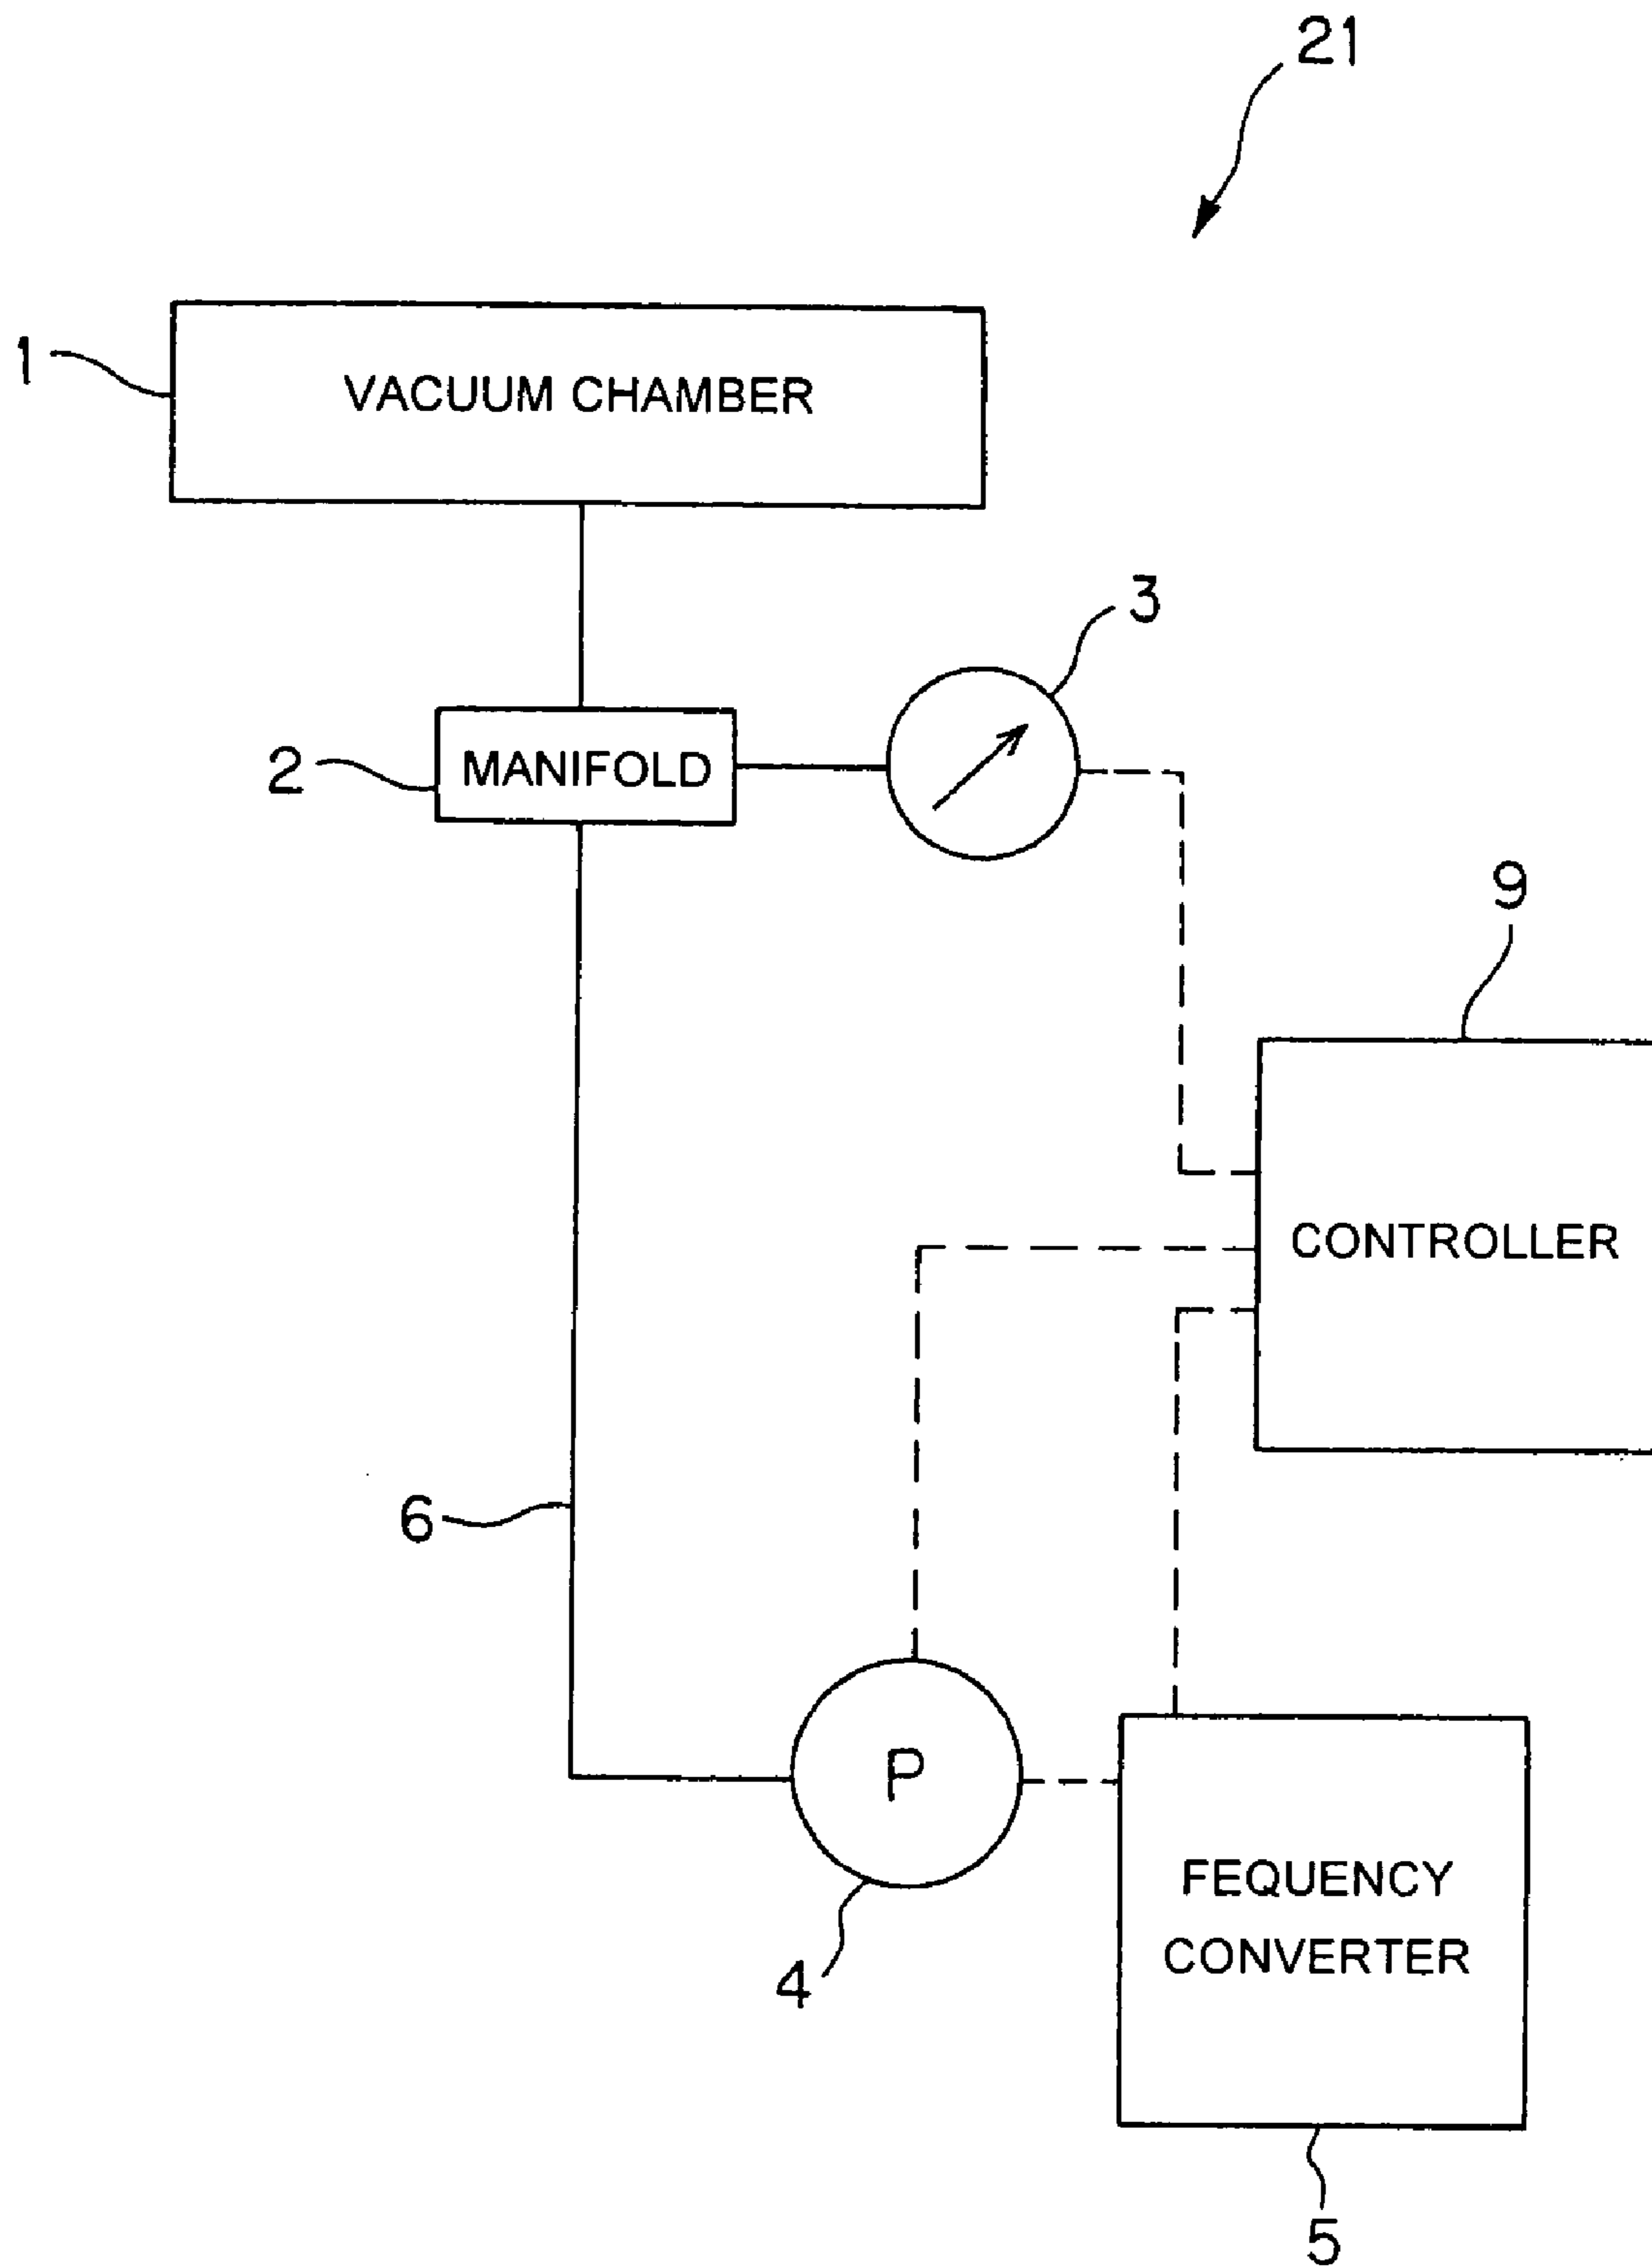 21
1
VACUUM CHAMBER
3
2
MANIFOLD
9
CONTROLLER
6
P
4
FEQUENCY
CONVERTER
5